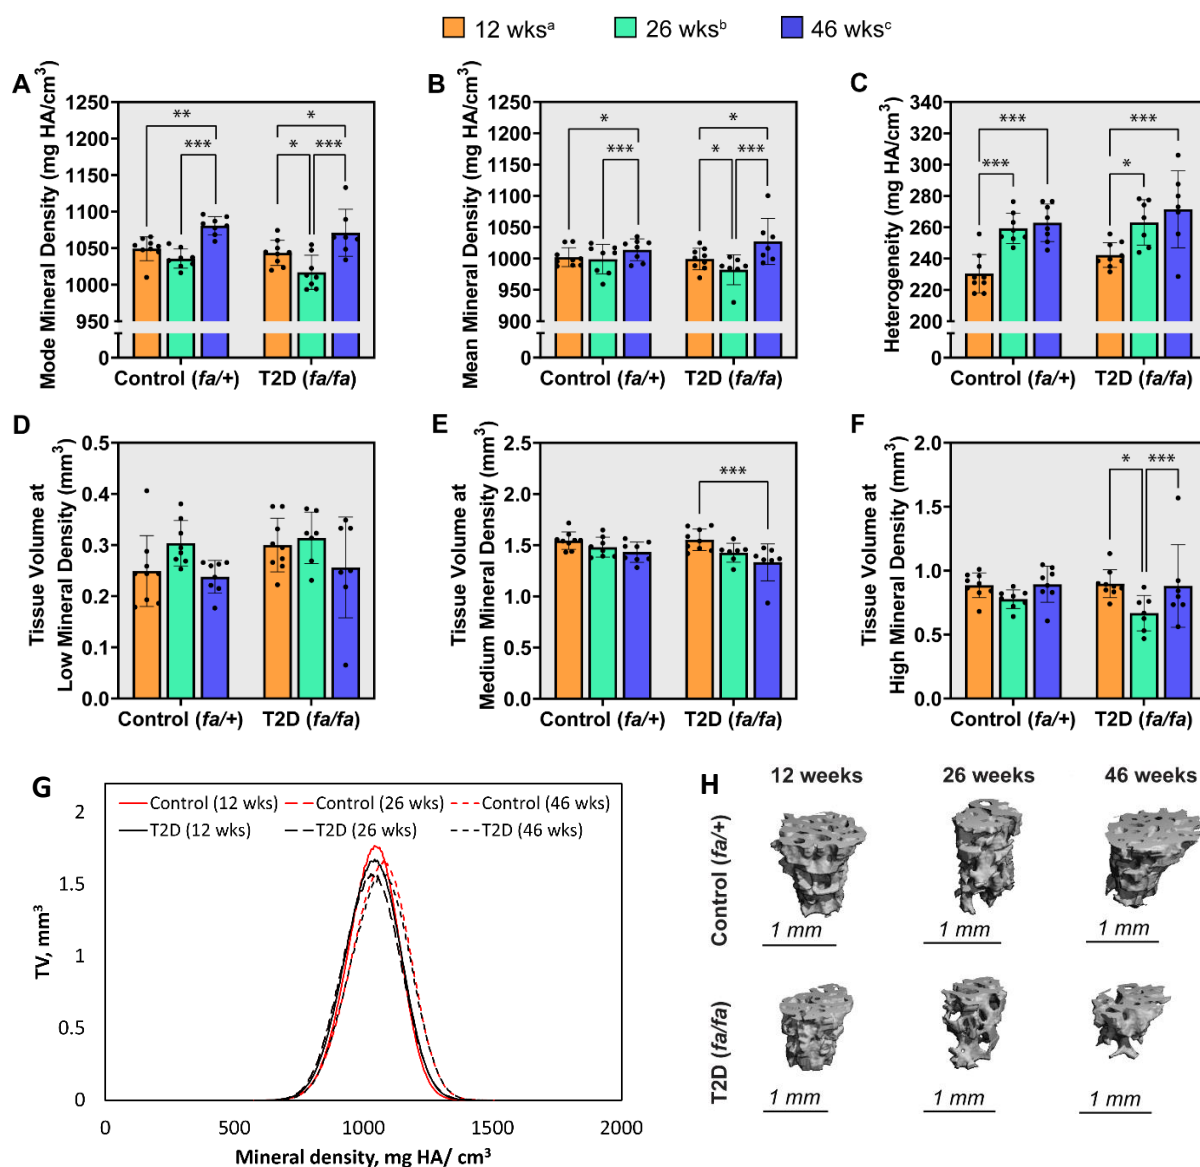 12 wksᵃ 26 wksᵇ 46 wksᶜ
A
Mode Mineral Density (mg HA/cm³)
1250
1200
1150
1100
1050
1000
950
0
** *
*** * ***
Control (fa/+) T2D (fa/fa)
B
Mean Mineral Density (mg HA/cm³)
1250
1200
1150
1100
1050
1000
950
900
0
* *
*** * ***
Control (fa/+) T2D (fa/fa)
C
Heterogeneity (mg HA/cm³)
340
320
300
280
260
240
220
200
0
*** ***
*** *
Control (fa/+) T2D (fa/fa)
D
Tissue Volume at
Low Mineral Density (mm³)
0.5
0.4
0.3
0.2
0.1
0.0
Control (fa/+) T2D (fa/fa)
E
Tissue Volume at
Medium Mineral Density (mm³)
2.5
2.0
1.5
1.0
0.5
0.0
***
Control (fa/+) T2D (fa/fa)
F
Tissue Volume at
High Mineral Density (mm³)
2.0
1.5
1.0
0.5
0.0
* ***
Control (fa/+) T2D (fa/fa)
G
Control (12 wks) Control (26 wks) Control (46 wks)
T2D (12 wks) T2D (26 wks) T2D (46 wks)
TV, mm³
2
1.5
1
0.5
0
0 500 1000 1500 2000
Mineral density, mg HA/ cm³
H
12 weeks 26 weeks 46 weeks
Control (fa/+)
1 mm 1 mm 1 mm
T2D (fa/fa)
1 mm 1 mm 1 mm